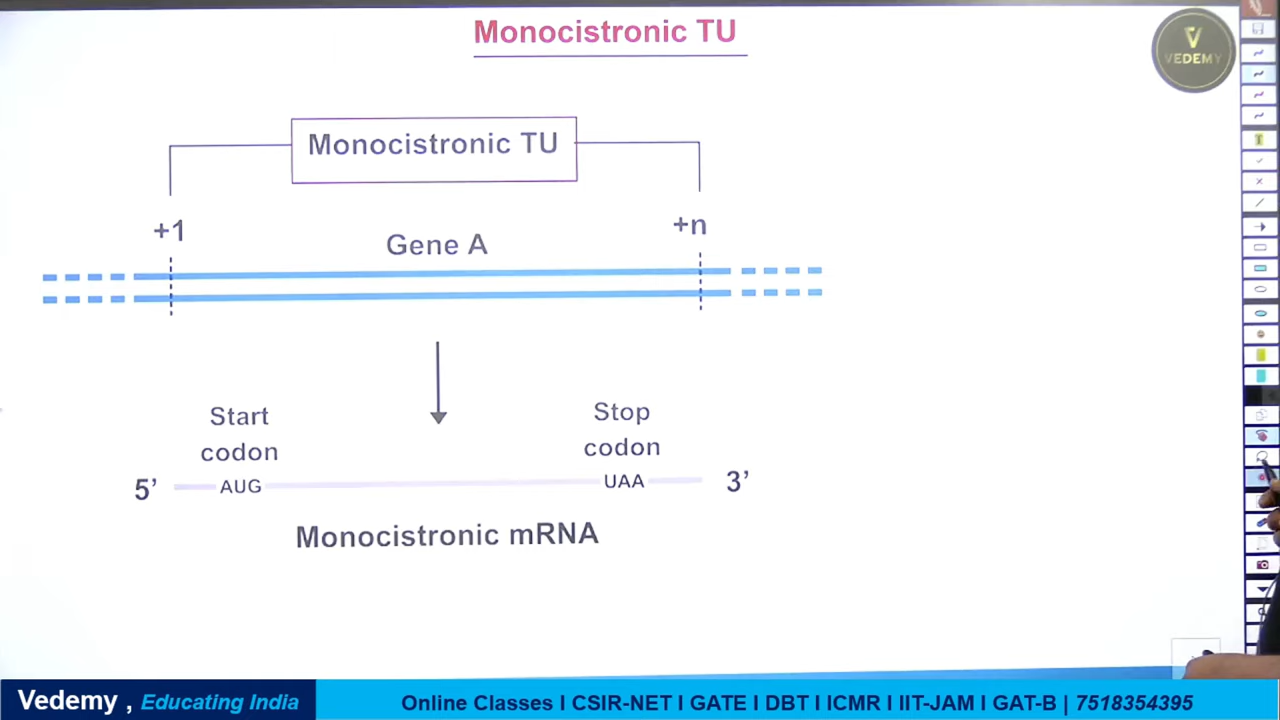 Monocistronic TU
VEDEMY
Monocistronic TU
+1
+n
Gene A
Start
codon
Stop
codon
5’ AUG UAA 3’
Monocistronic mRNA
Vedemy , Educating India
Online Classes I CSIR-NET I GATE I DBT I ICMR I IIT-JAM I GAT-B | 7518354395